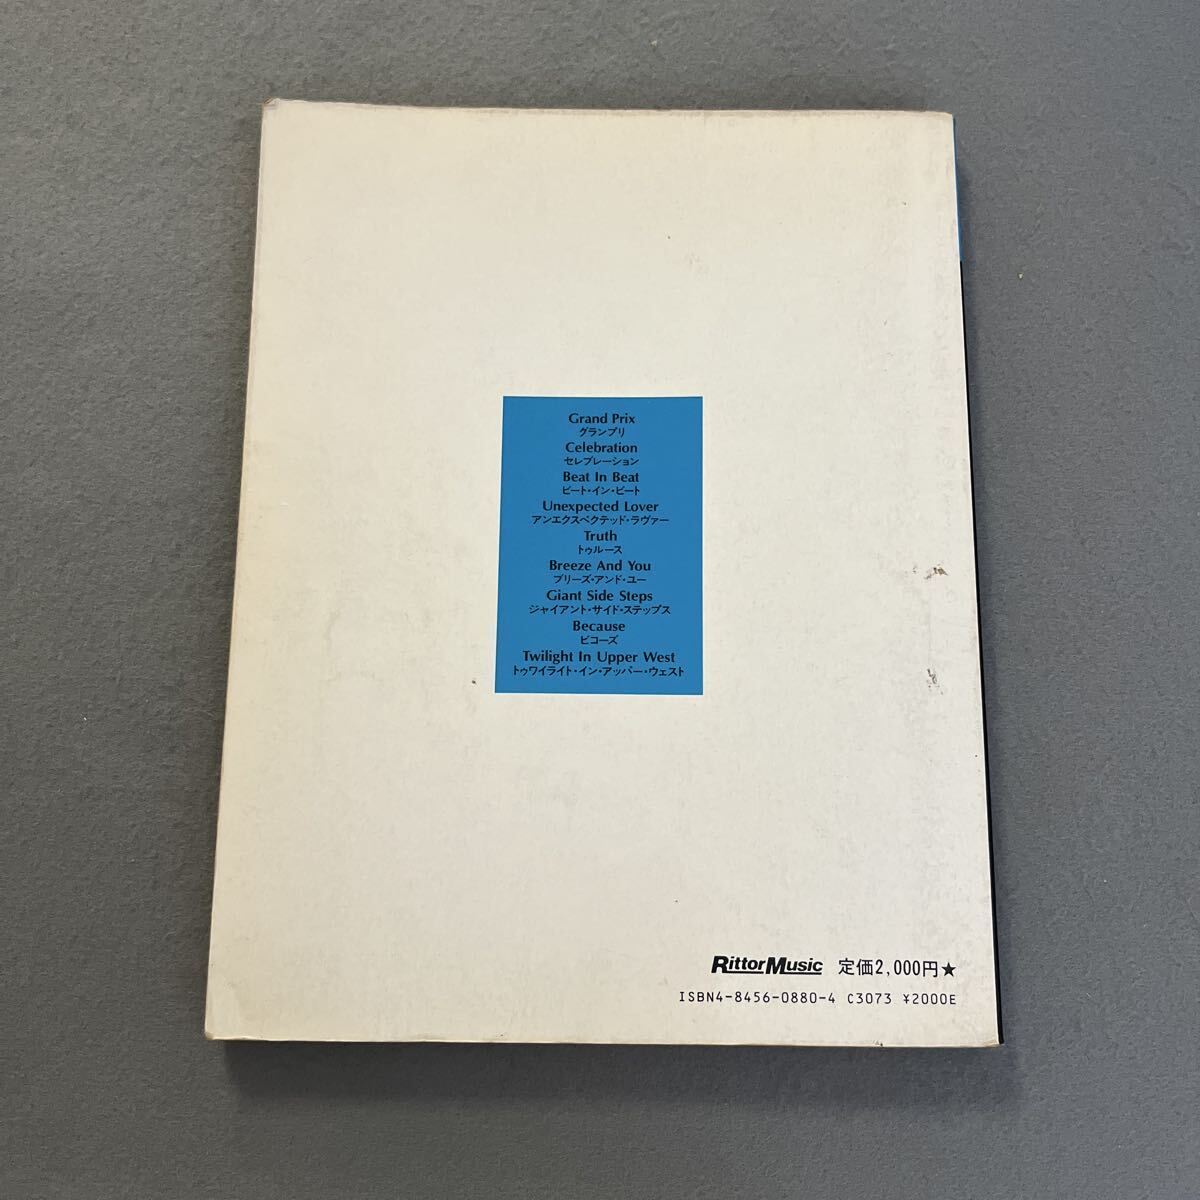 Grand Prix
グランプリ
Celebration
セレブレーション
Beat In Beat
ビート・イン・ビート
Unexpected Lover
アンエクスペクテッド・ラヴァー
Truth
トゥルース
Breeze And You
ブリーズ・アンド・ユー
Giant Side Steps
ジャイアント・サイド・ステップス
Because
ビコーズ
Twilight In Upper West
トゥワイライト・イン・アッパー・ウェスト
RittorMusic 定価2,000円★
ISBN4-8456-0880-4 C3073 ¥2000E